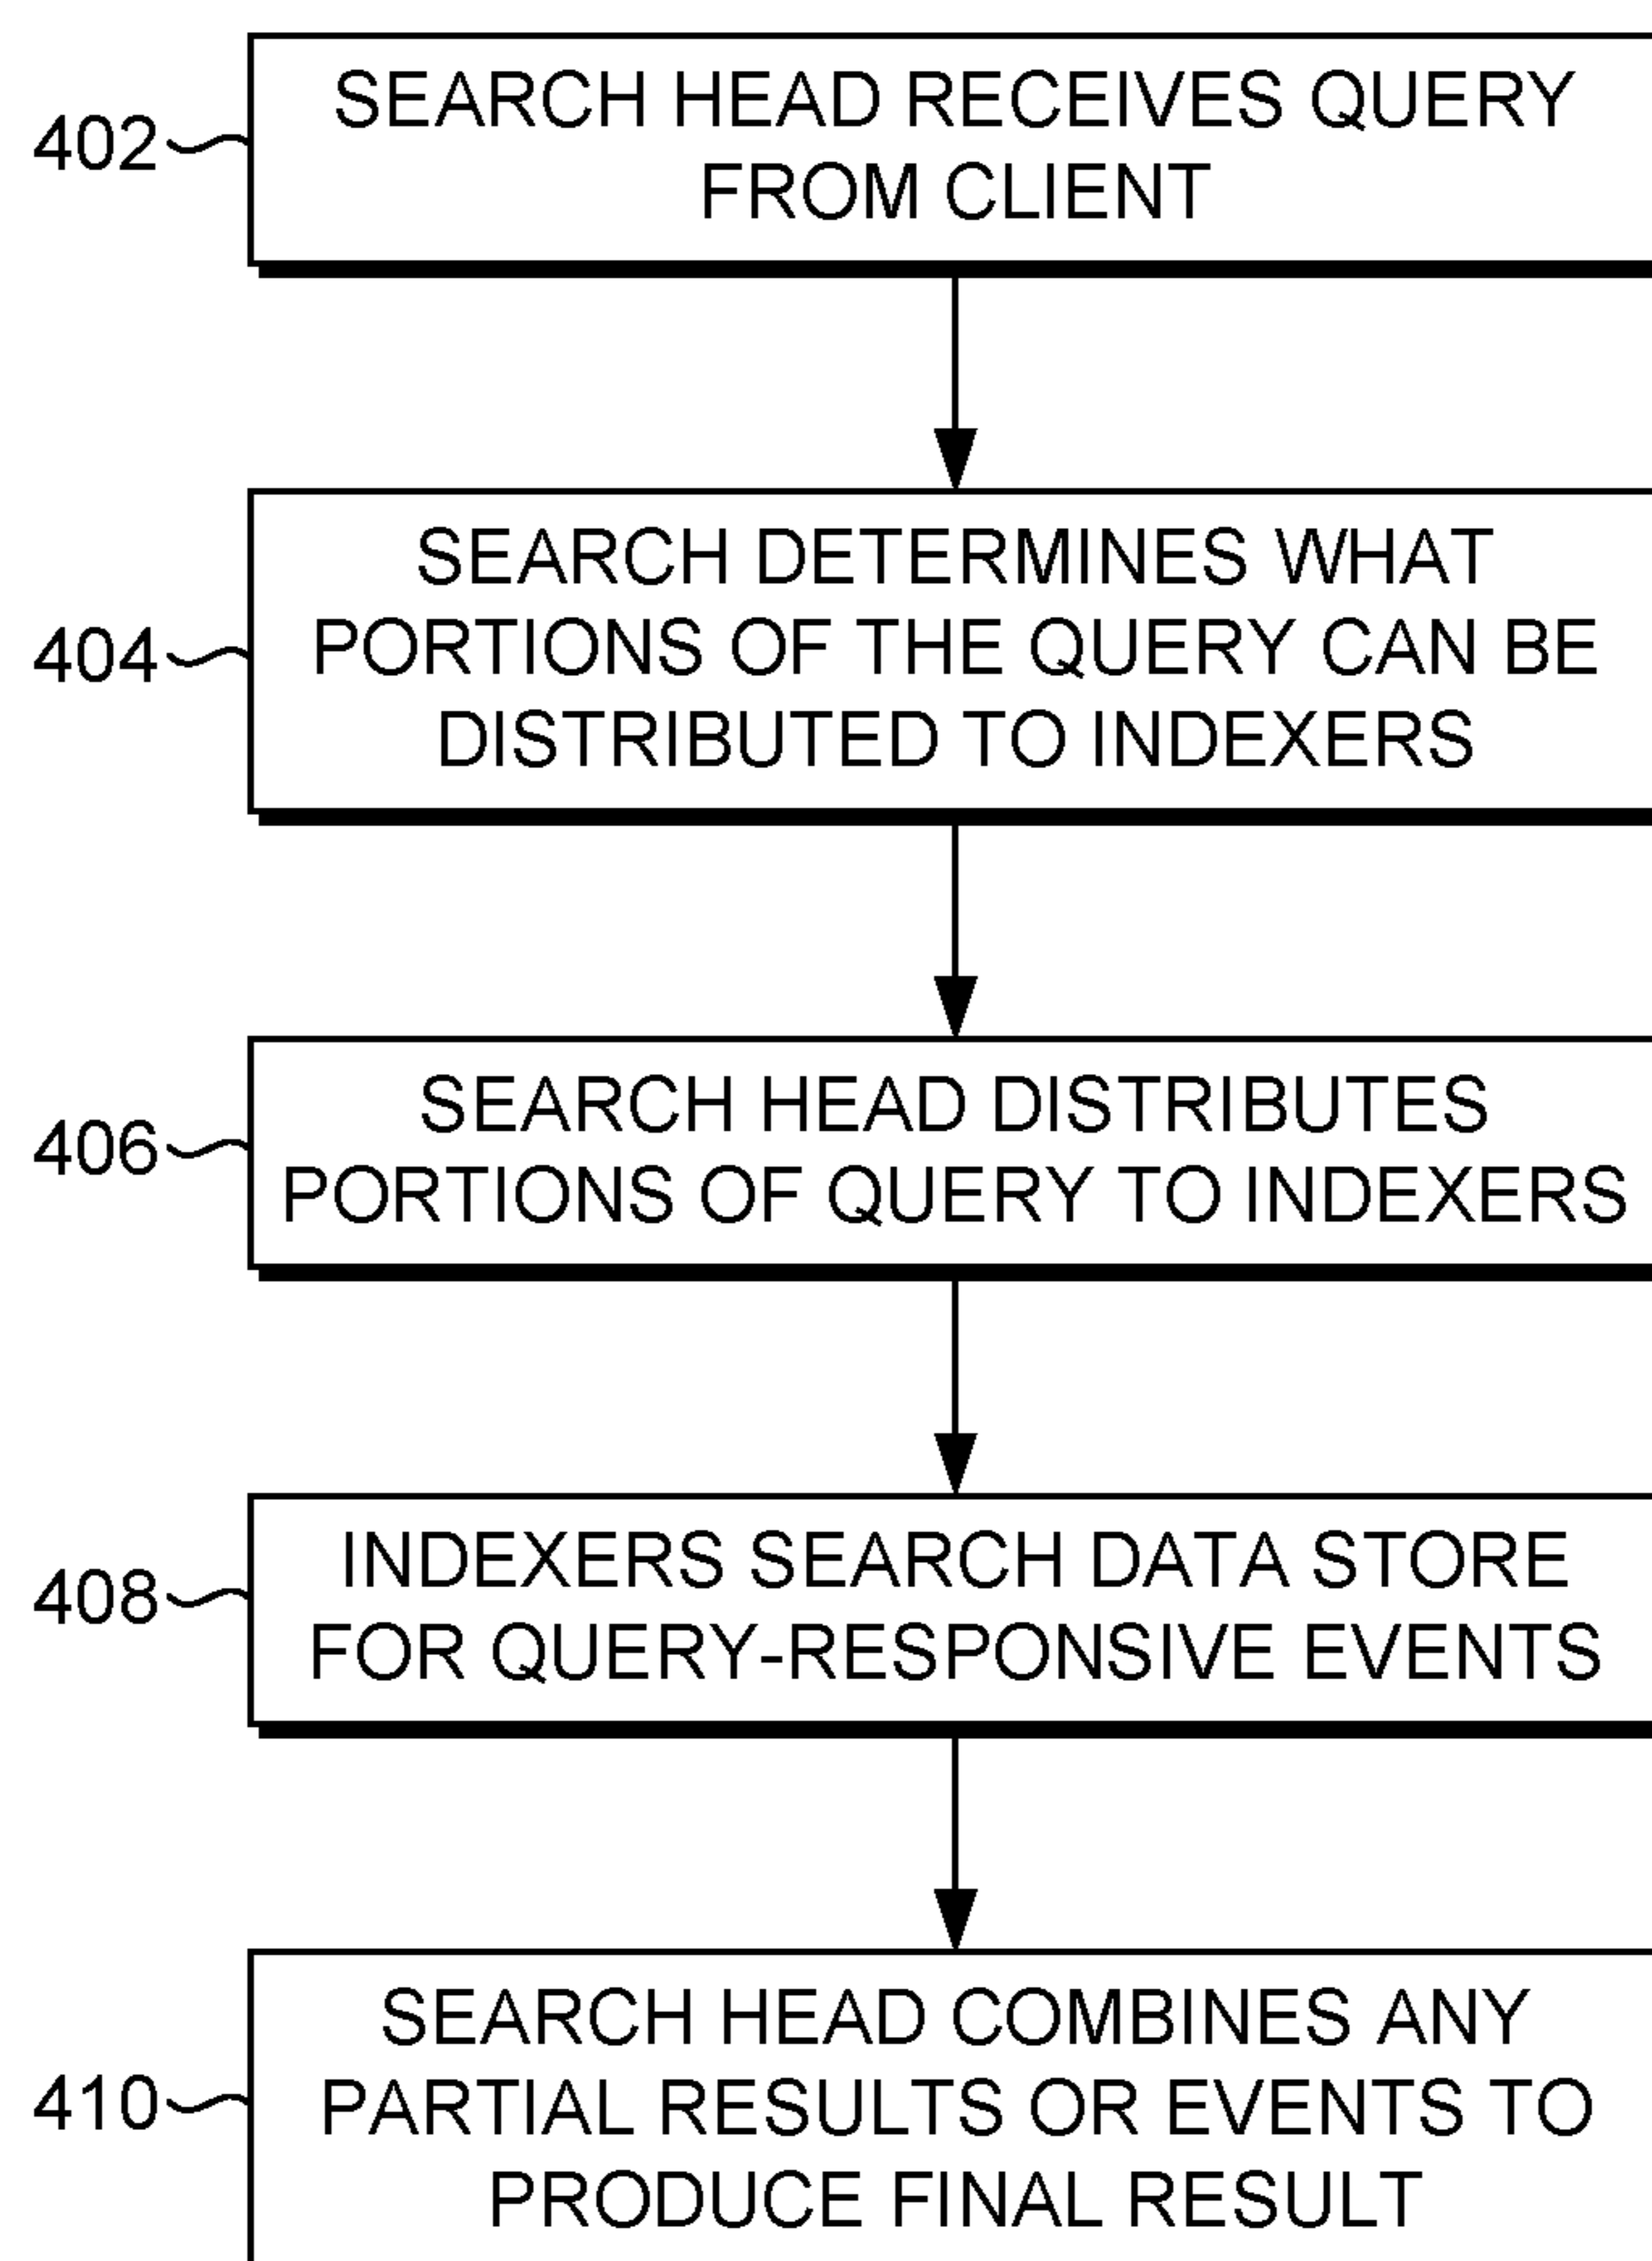 SEARCH HEAD RECEIVES QUERY
FROM CLIENT
402
SEARCH DETERMINES WHAT
PORTIONS OF THE QUERY CAN BE
DISTRIBUTED TO INDEXERS
404
SEARCH HEAD DISTRIBUTES
PORTIONS OF QUERY TO INDEXERS
406
INDEXERS SEARCH DATA STORE
FOR QUERY-RESPONSIVE EVENTS
408
SEARCH HEAD COMBINES ANY
PARTIAL RESULTS OR EVENTS TO
PRODUCE FINAL RESULT
410